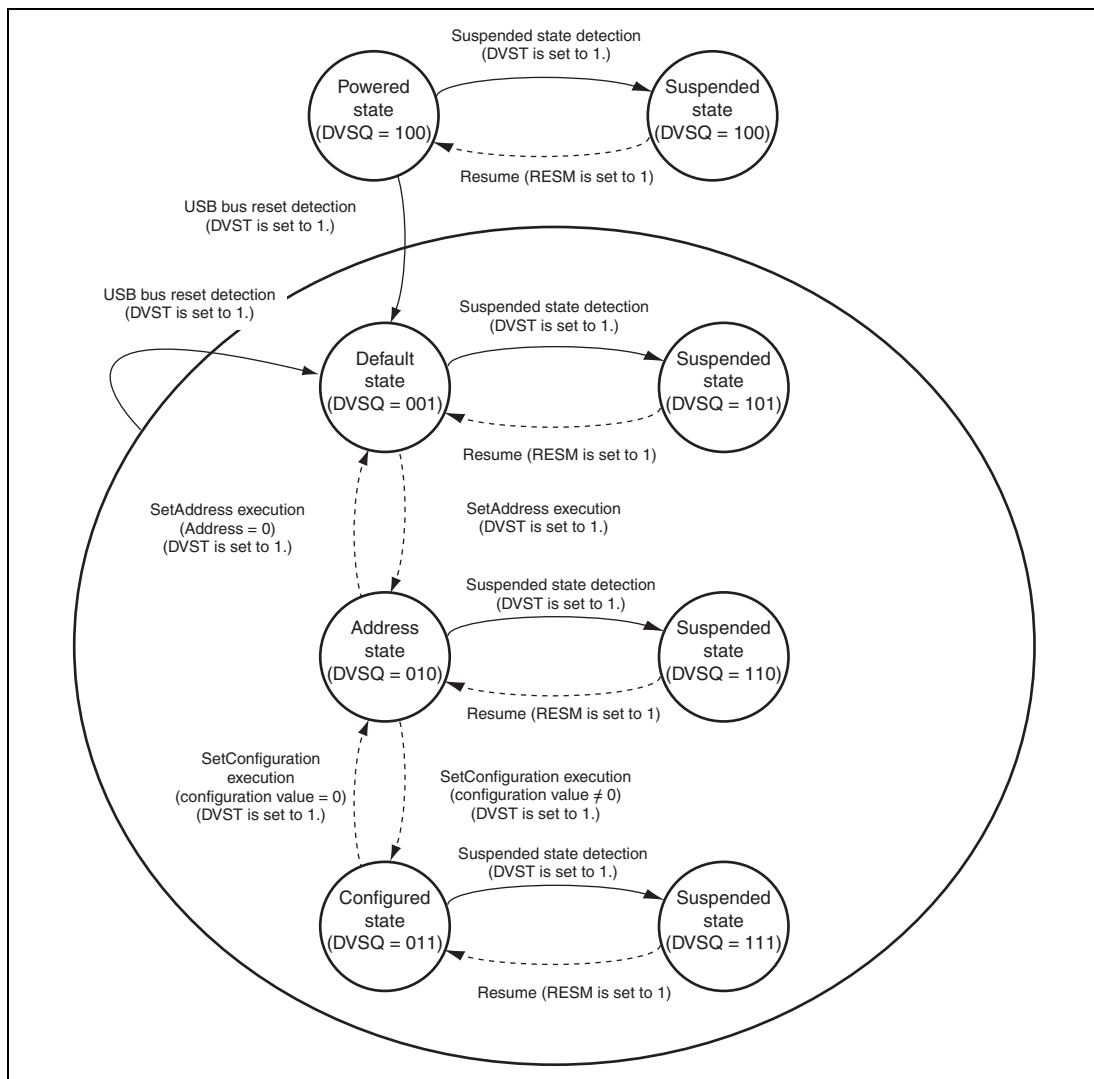 Suspended state detection
(DVST is set to 1.)
Powered
state
(DVSQ = 100)
Suspended
state
(DVSQ = 100)
Resume (RESM is set to 1)
USB bus reset detection
(DVST is set to 1.)
USB bus reset detection
(DVST is set to 1.)
Suspended state detection
(DVST is set to 1.)
Default
state
(DVSQ = 001)
Suspended
state
(DVSQ = 101)
Resume (RESM is set to 1)
SetAddress execution
(Address = 0)
(DVST is set to 1.)
SetAddress execution
(DVST is set to 1.)
Suspended state detection
(DVST is set to 1.)
Address
state
(DVSQ = 010)
Suspended
state
(DVSQ = 110)
Resume (RESM is set to 1)
SetConfiguration
execution
(configuration value = 0)
(DVST is set to 1.)
SetConfiguration execution
(configuration value ≠ 0)
(DVST is set to 1.)
Suspended state detection
(DVST is set to 1.)
Configured
state
(DVSQ = 011)
Suspended
state
(DVSQ = 111)
Resume (RESM is set to 1)